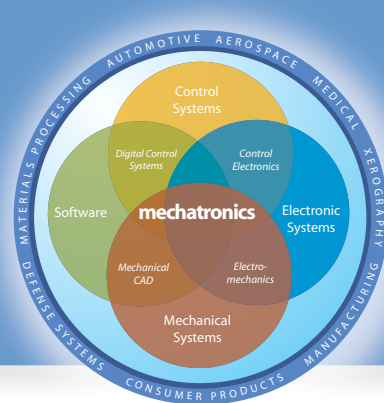 MATERIALS PROCESSING AUTOMOTIVE AEROSPACE MEDICAL XEROGRAPHY
Control
Systems
Digital Control
Systems
Control
Electronics
Software
mechatronics
Electronic
Systems
Mechanical
CAD
Electro-
mechanics
Mechanical
Systems
DEFENSE SYSTEMS CONSUMER PRODUCTS MANUFACTURING